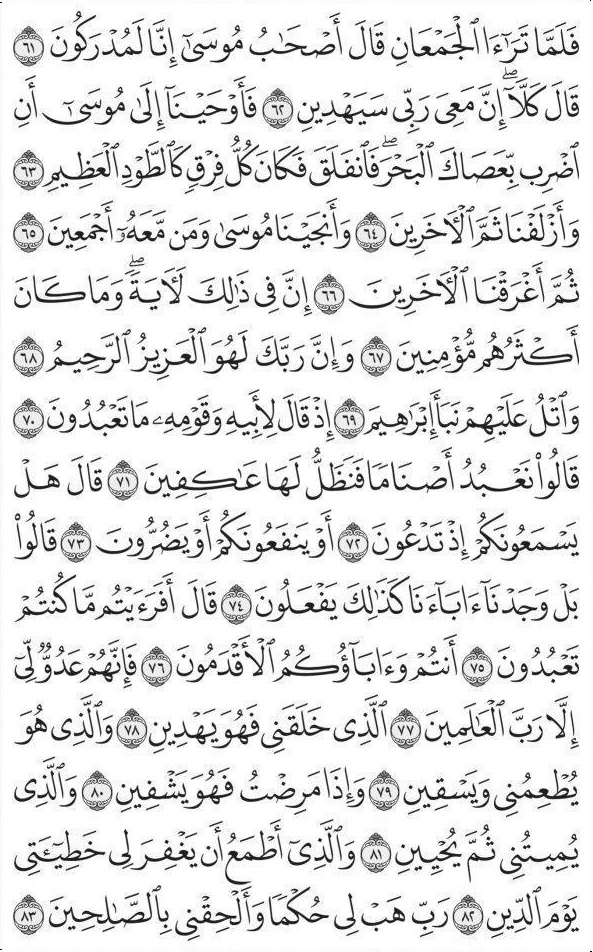 فَلَمَّا تَرَٰٓءَا ٱلْجَمْعَانِ قَالَ أَصْحَٰبُ مُوسَىٰٓ إِنَّا لَمُدْرَكُونَ ٦١
قَالَ كَلَّآ ۖ إِنَّ مَعِىَ رَبِّى سَيَهْدِينِ ٦٢ فَأَوْحَيْنَآ إِلَىٰ مُوسَىٰٓ أَنِ
ٱضْرِب بِّعَصَاكَ ٱلْبَحْرَ ۖ فَٱنفَلَقَ فَكَانَ كُلُّ فِرْقٍ كَٱلطَّوْدِ ٱلْعَظِيمِ ٦٣
وَأَزْلَفْنَا ثَمَّ ٱلْـَٔاخَرِينَ ٦٤ وَأَنجَيْنَا مُوسَىٰ وَمَن مَّعَهُۥٓ أَجْمَعِينَ ٦٥
ثُمَّ أَغْرَقْنَا ٱلْـَٔاخَرِينَ ٦٦ إِنَّ فِى ذَٰلِكَ لَـَٔايَةً ۖ وَمَا كَانَ
أَكْثَرُهُم مُّؤْمِنِينَ ٦٧ وَإِنَّ رَبَّكَ لَهُوَ ٱلْعَزِيزُ ٱلرَّحِيمُ ٦٨
وَٱتْلُ عَلَيْهِمْ نَبَأَ إِبْرَٰهِيمَ ٦٩ إِذْ قَالَ لِأَبِيهِ وَقَوْمِهِۦ مَا تَعْبُدُونَ ٧٠
قَالُوا۟ نَعْبُدُ أَصْنَامًا فَنَظَلُّ لَهَا عَٰكِفِينَ ٧١ قَالَ هَلْ
يَسْمَعُونَكُمْ إِذْ تَدْعُونَ ٧٢ أَوْ يَنفَعُونَكُمْ أَوْ يَضُرُّونَ ٧٣ قَالُوا۟
بَلْ وَجَدْنَآ ءَابَآءَنَا كَذَٰلِكَ يَفْعَلُونَ ٧٤ قَالَ أَفَرَءَيْتُم مَّا كُنتُمْ
تَعْبُدُونَ ٧٥ أَنتُمْ وَءَابَآؤُكُمُ ٱلْأَقْدَمُونَ ٧٦ فَإِنَّهُمْ عَدُوٌّ لِّىٓ
إِلَّا رَبَّ ٱلْعَٰلَمِينَ ٧٧ ٱلَّذِى خَلَقَنِى فَهُوَ يَهْدِينِ ٧٨ وَٱلَّذِى هُوَ
يُطْعِمُنِى وَيَسْقِينِ ٧٩ وَإِذَا مَرِضْتُ فَهُوَ يَشْفِينِ ٨٠ وَٱلَّذِى
يُمِيتُنِى ثُمَّ يُحْيِينِ ٨١ وَٱلَّذِىٓ أَطْمَعُ أَن يَغْفِرَ لِى خَطِيٓـَٔتِى
يَوْمَ ٱلدِّينِ ٨٢ رَبِّ هَبْ لِى حُكْمًا وَأَلْحِقْنِى بِٱلصَّٰلِحِينَ ٨٣